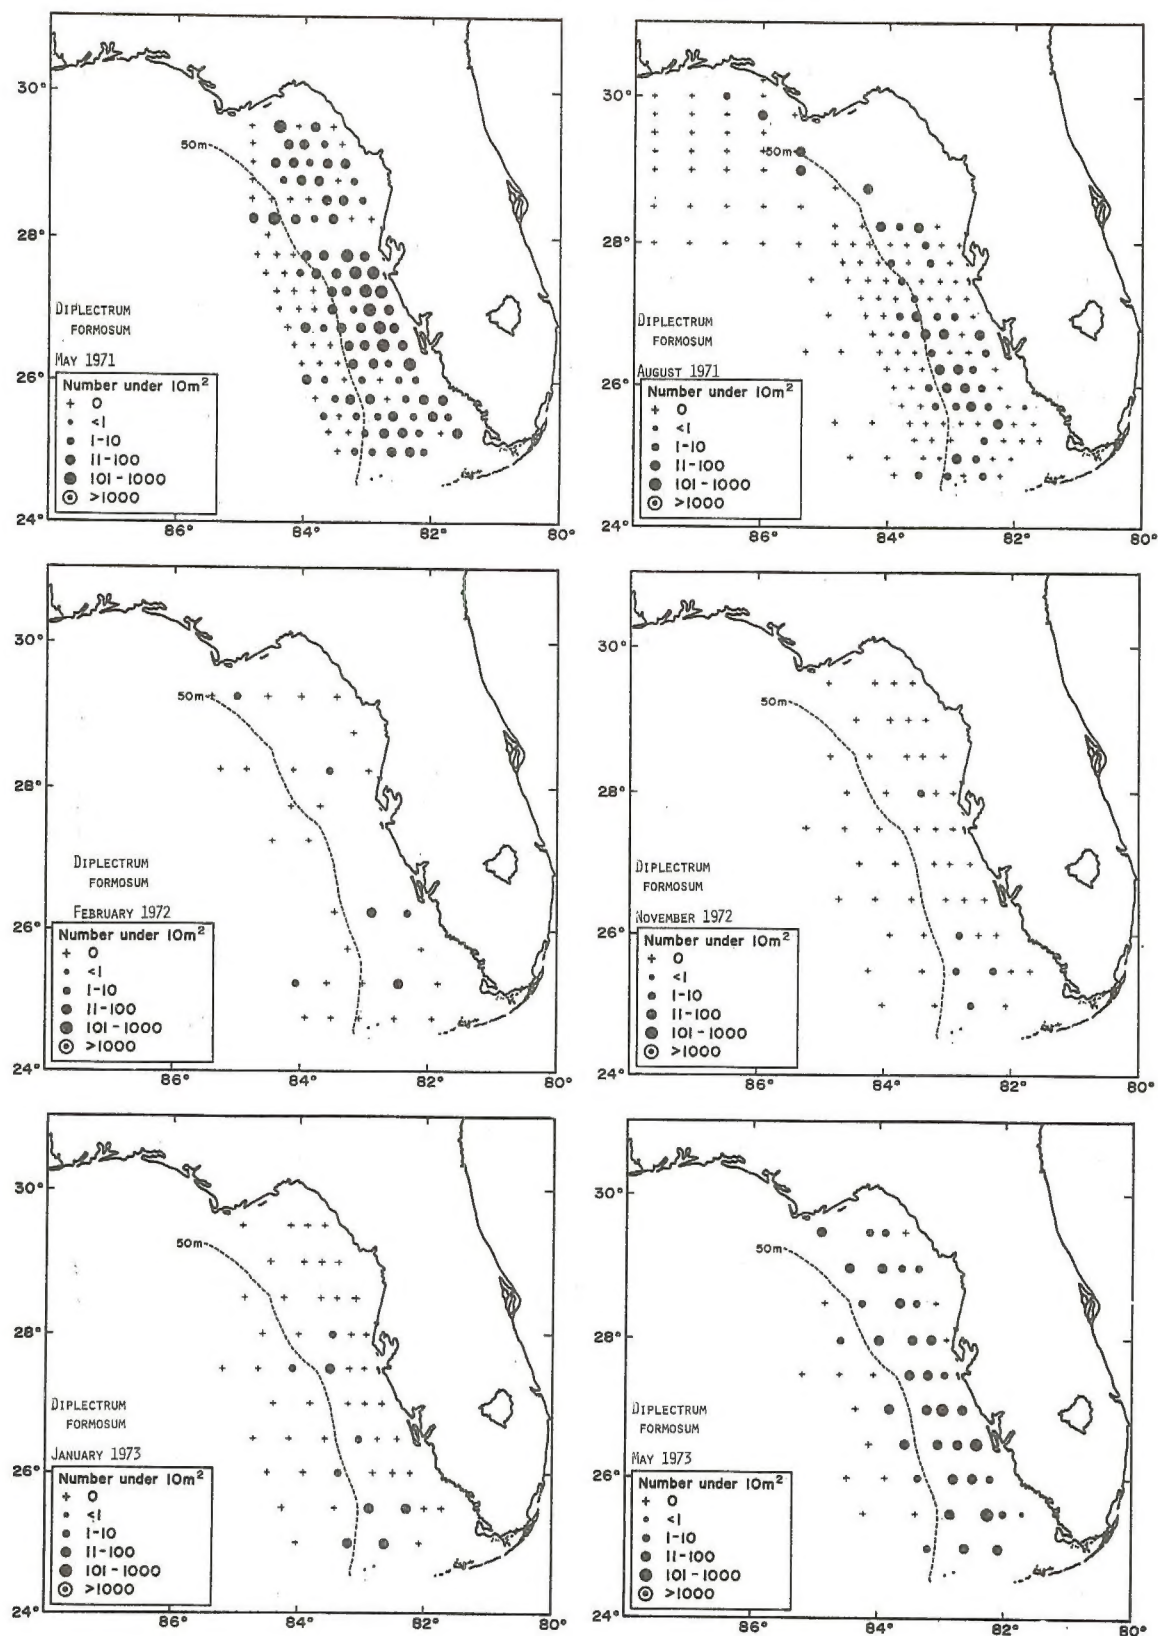 30°
50m
28°
DIPLECTRUM
FORMOSUM
MAY 1971
26°
Number under 10m²
+ 0
<1
1-10
11-100
101-1000
>1000
24°
86° 84° 82° 80°
30°
50m
28°
DIPLECTRUM
FORMOSUM
AUGUST 1971
26°
Number under 10m²
+ 0
<1
1-10
11-100
101-1000
>1000
24°
86° 84° 82° 80°
30°
50m
28°
DIPLECTRUM
FORMOSUM
FEBRUARY 1972
26°
Number under 10m²
+ 0
<1
1-10
11-100
101-1000
>1000
24°
86° 84° 82° 80°
30°
50m
28°
DIPLECTRUM
FORMOSUM
NOVEMBER 1972
26°
Number under 10m²
+ 0
<1
1-10
11-100
101-1000
>1000
24°
86° 84° 82° 80°
30°
50m
28°
DIPLECTRUM
FORMOSUM
JANUARY 1973
26°
Number under 10m²
+ 0
<1
1-10
11-100
101-1000
>1000
24°
86° 84° 82° 80°
30°
50m
28°
DIPLECTRUM
FORMOSUM
MAY 1973
26°
Number under 10m²
+ 0
<1
1-10
11-100
101-1000
>1000
24°
86° 84° 82° 80°